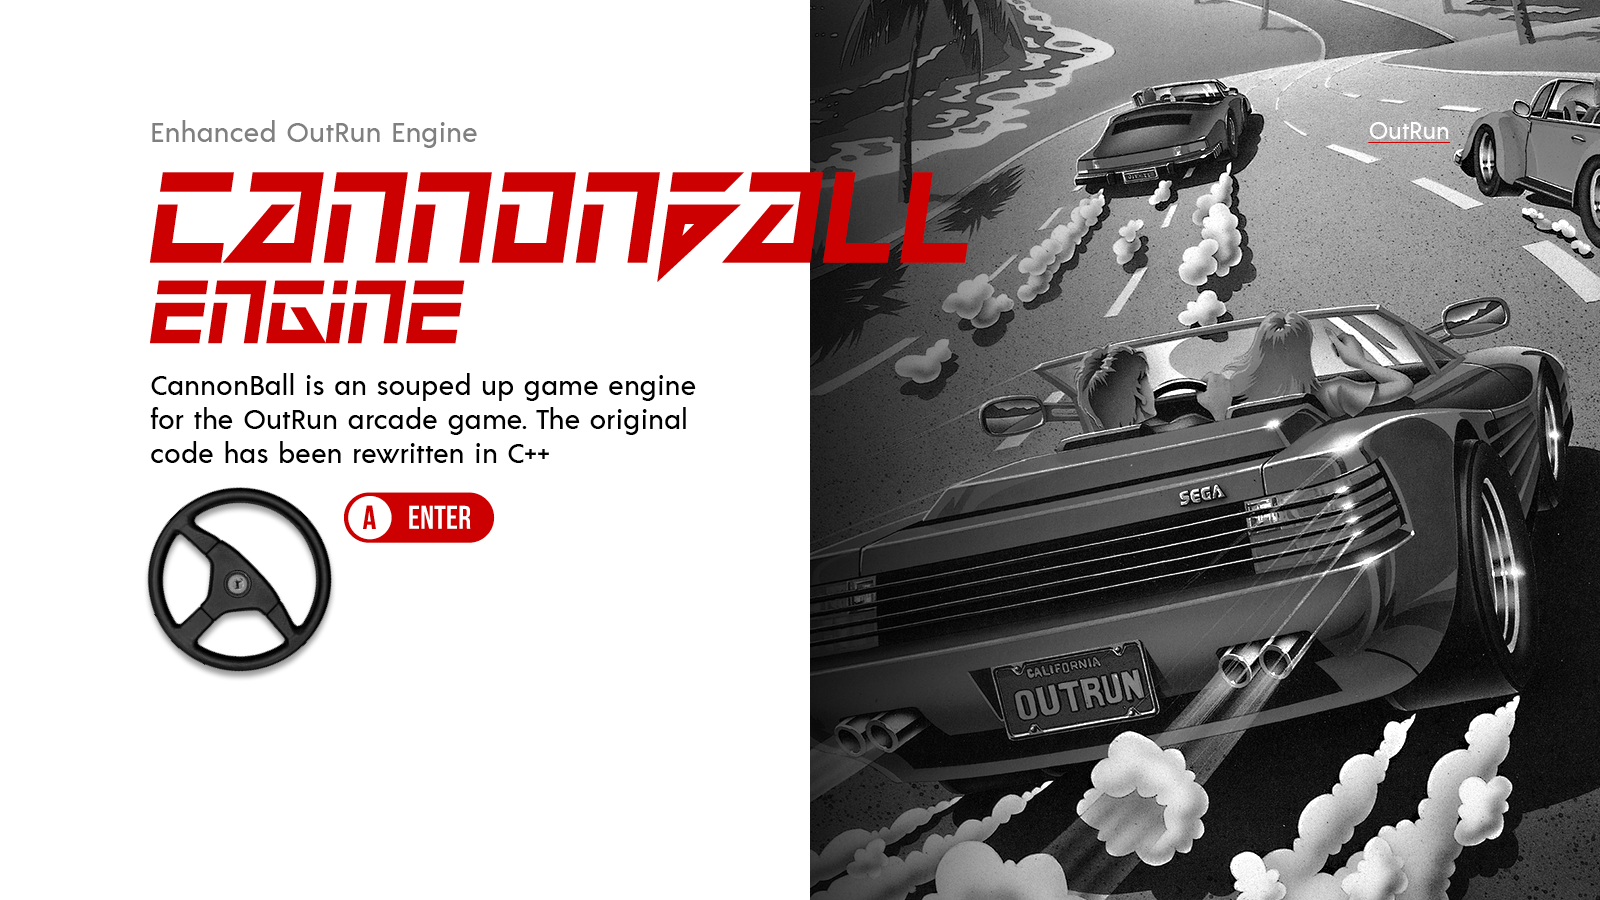 Enhanced OutRun Engine
CANNONBALL
ENGINE
CannonBall is an souped up game engine
for the OutRun arcade game. The original
code has been rewritten in C++
A ENTER
OutRun
SEGA
CALIFORNIA
OUTRUN